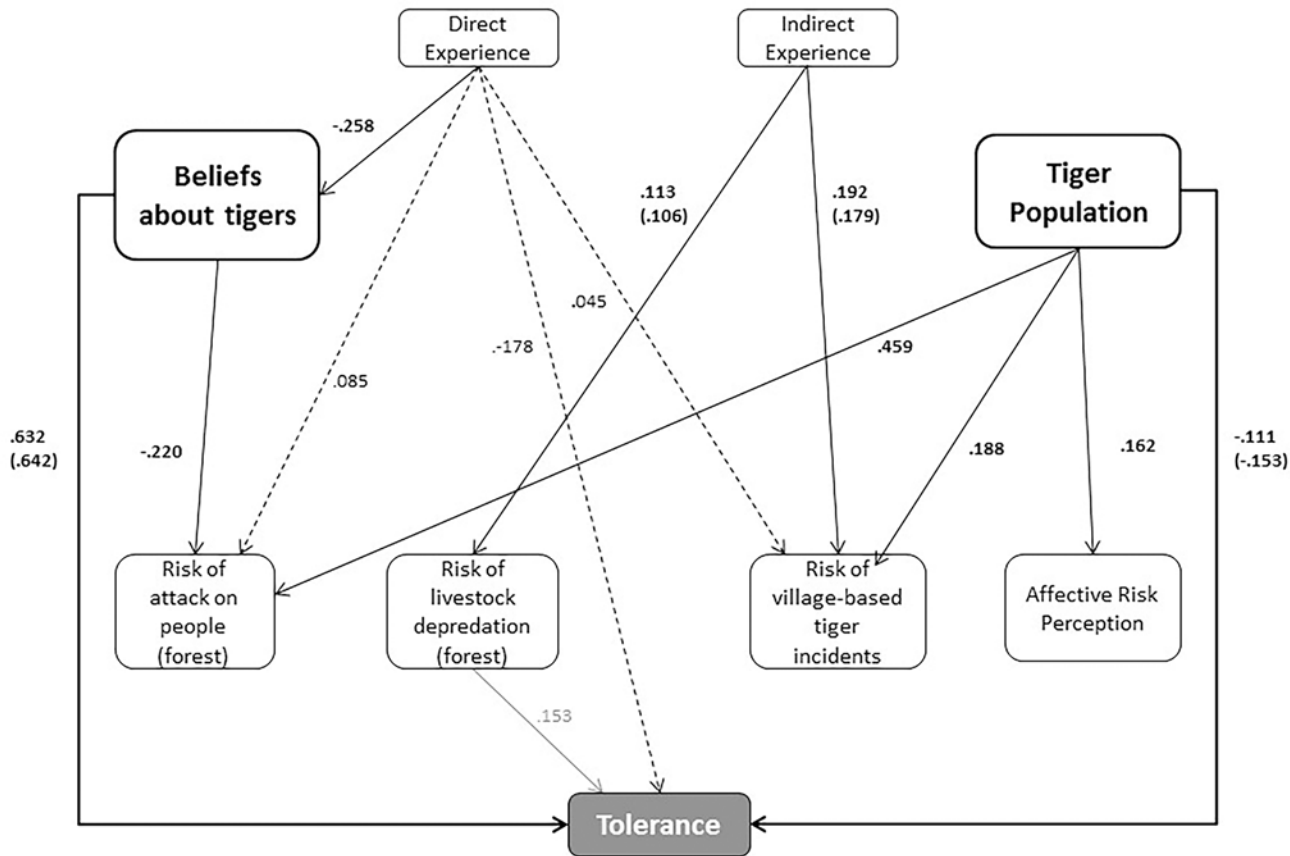 Direct
Experience
Indirect
Experience
-.258
Beliefs
about tigers
Tiger
Population
.113
(.106)
.192
(.179)
.045
.-178
.459
.085
.632
(.642)
-.220
.188
.162
-.111
(-.153)
Risk of
attack on
people
(forest)
Risk of
livestock
depredation
(forest)
Risk of
village-based
tiger
incidents
Affective Risk
Perception
.153
Tolerance